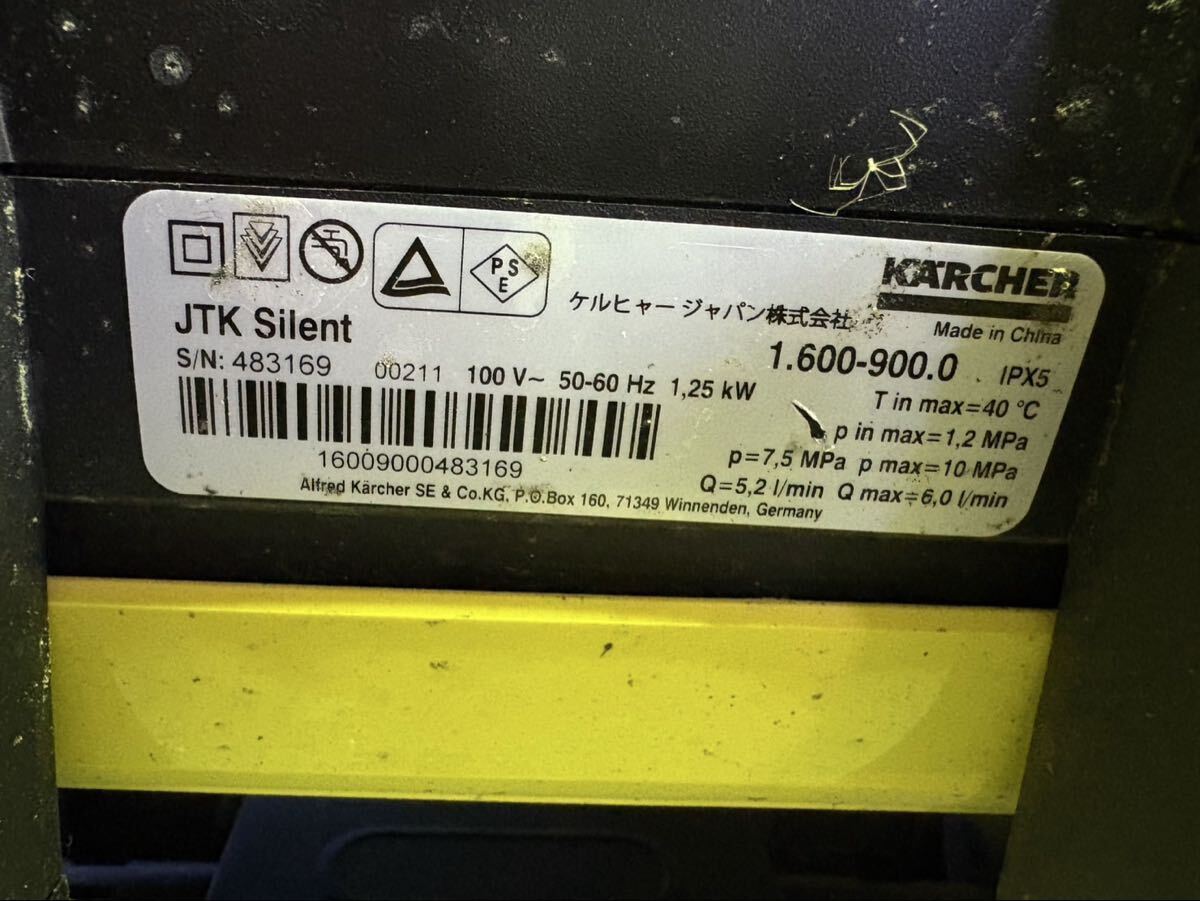 PS
E
ケルヒャー ジャパン株式会社
KÄRCHER
Made in China
JTK Silent
1.600-900.0 IPX5
S/N: 483169 00211 100 V~ 50-60 Hz 1,25 kW
T in max=40 °C
p in max=1,2 MPa
p=7,5 MPa p max=10 MPa
Q=5,2 l/min Q max=6,0 l/min
16009000483169
Alfred Kärcher SE & Co.KG, P.O.Box 160, 71349 Winnenden, Germany